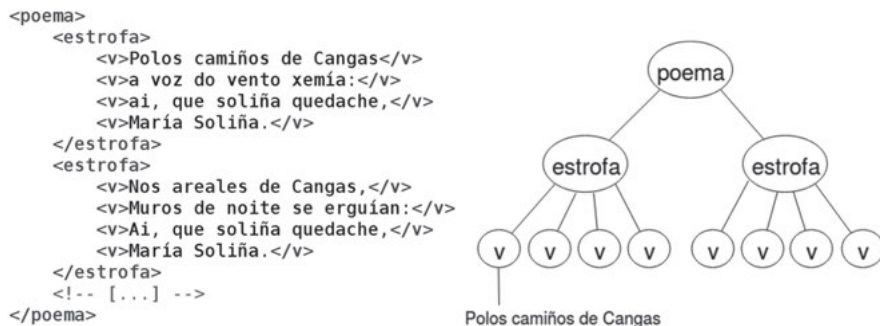 <poema>
<estrofa>
<v>Polos camiños de Cangas</v>
<v>a voz do vento xemía:</v>
<v>ai, que soliña quedache,</v>
<v>María Soliña.</v>
</estrofa>
<estrofa>
<v>Nos areales de Cangas,</v>
<v>Muros de noite se erguían:</v>
<v>Ai, que soliña quedache,</v>
<v>María Soliña.</v>
</estrofa>
<!-- [...] -->
</poema>
poema
estrofa estrofa
v v v v v v v v
Polos camiños de Cangas